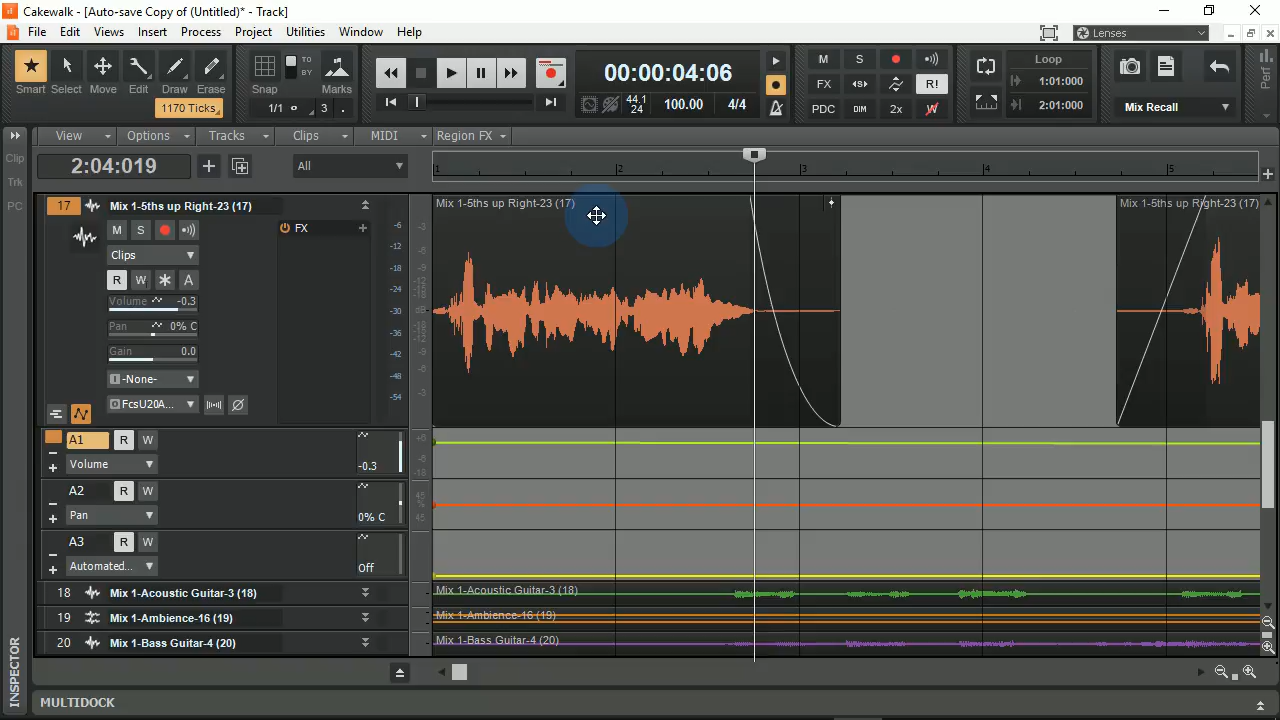 Cakewalk - [Auto-save Copy of (Untitled)* - Track]
File Edit Views Insert Process Project Utilities Window Help
Lenses
Smart Select Move Edit Draw Erase
1170 Ticks
Snap TO BY Marks
1/1 3 .
00:00:04:06
44.1 24 100.00 4/4
M S
FX DIM R!
PDC 2x W
Loop
1:01:000
2:01:000
Mix Recall
Perf
View Options Tracks Clips MIDI Region FX
2:04:019
All
1 2 3 4 5
Clip
Trk
PC
17 Mix 1-5ths up Right-23 (17)
M S
Clips
R W A
Volume -0.3
Pan 0% C
Gain 0.0
-None-
FcsU20A...
FX
-6
-12
-18
-24
-30
-36
-42
-48
-54
Mix 1-5ths up Right-23 (17)
Mix 1-5ths up Right-23 (17)
A1 R W
Volume
-0.3
A2 R W
Pan
0% C
A3 R W
Automated...
Off
18 Mix 1-Acoustic Guitar-3 (18)
Mix 1-Acoustic Guitar-3 (18)
19 Mix 1-Ambience-16 (19)
Mix 1-Ambience-16 (19)
20 Mix 1-Bass Guitar-4 (20)
Mix 1-Bass Guitar-4 (20)
INSPECTOR
MULTIDOCK